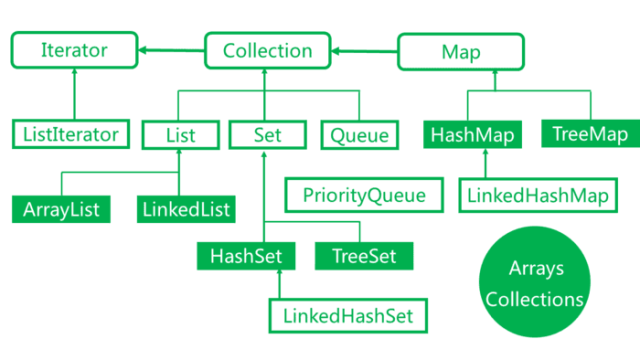 Iterator
Collection
Map
ListIterator
List
Set
Queue
HashMap
TreeMap
ArrayList
LinkedList
PriorityQueue
LinkedHashMap
HashSet
TreeSet
Arrays
Collections
LinkedHashSet